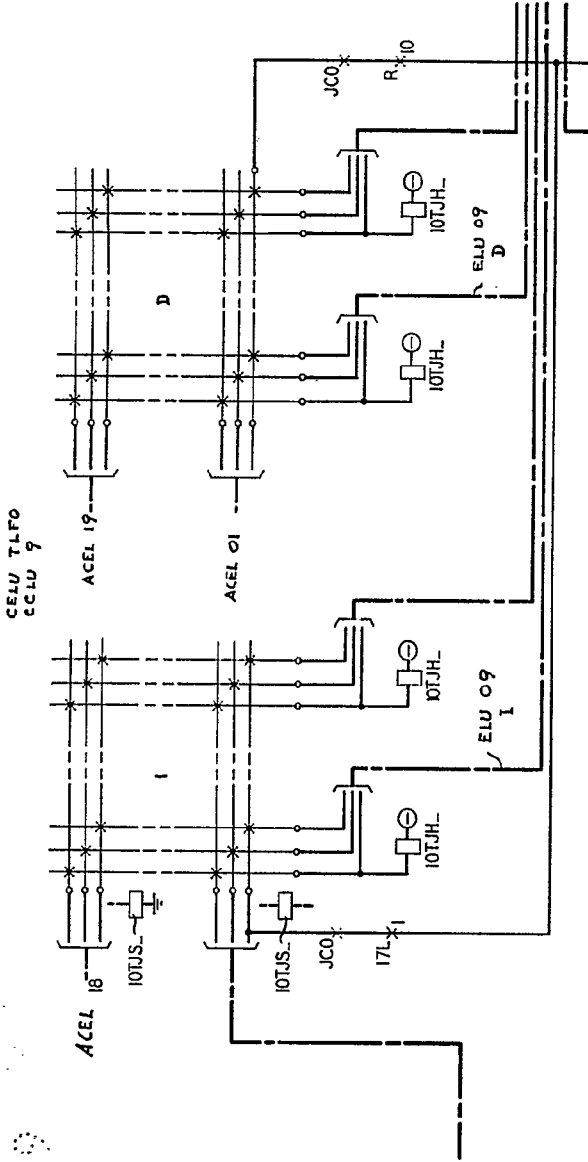 CELU TLFO
CCLU 9
JCO
R 10
D
10TJH_
10TJH_
ELU 09
D
ACEL 19
ACEL 01
I
10TJH_
10TJH_
ELU 09
I
10TJS_
10TJS_
JCO
17L 1
ACEL 18